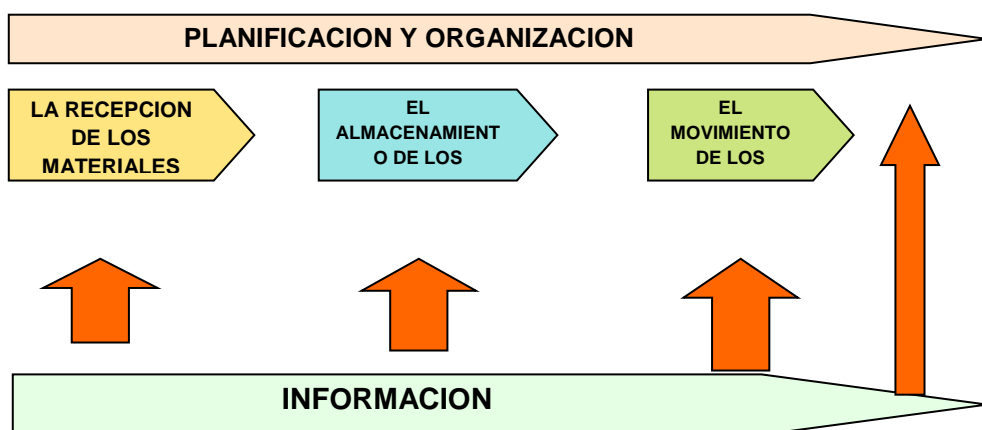 PLANIFICACION Y ORGANIZACION
LA RECEPCION
DE LOS
MATERIALES
EL
ALMACENAMIENT
O DE LOS
EL
MOVIMIENTO
DE LOS
INFORMACION